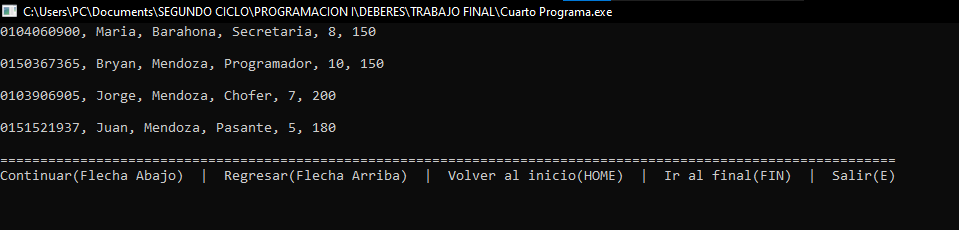 C:\Users\PC\Documents\SEGUNDO CICLO\PROGRAMACION I\DEBERES\TRABAJO FINAL\Cuarto Programa.exe
0104060900, Maria, Barahona, Secretaria, 8, 150
0150367365, Bryan, Mendoza, Programador, 10, 150
0103906905, Jorge, Mendoza, Chofer, 7, 200
0151521937, Juan, Mendoza, Pasante, 5, 180
================================================================================================================
Continuar(Flecha Abajo)  |  Regresar(Flecha Arriba)  |  Volver al inicio(HOME)  |  Ir al final(FIN)  |  Salir(E)